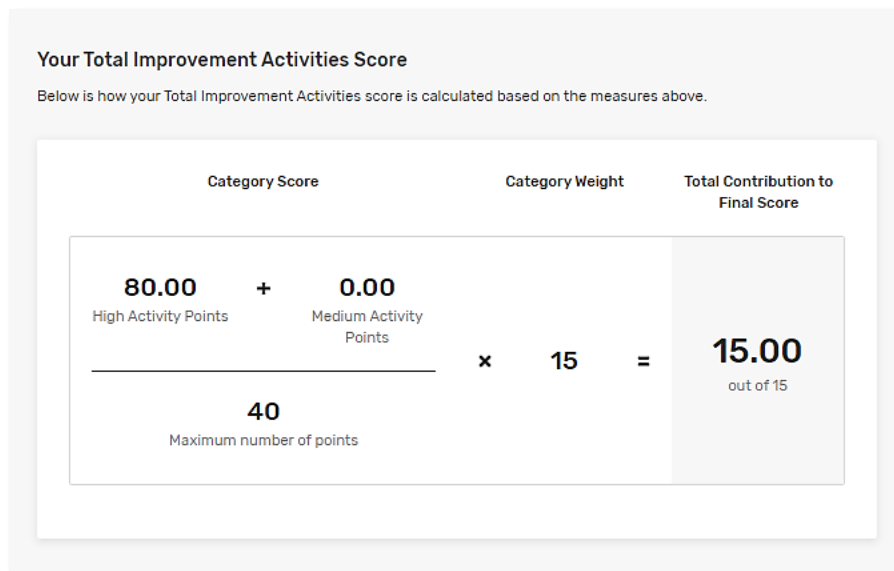 Your Total Improvement Activities Score
Below is how your Total Improvement Activities score is calculated based on the measures above.
Category Score
Category Weight
Total Contribution to
Final Score
80.00 + 0.00
High Activity Points
Medium Activity
Points
40
Maximum number of points
× 15 =
15.00
out of 15